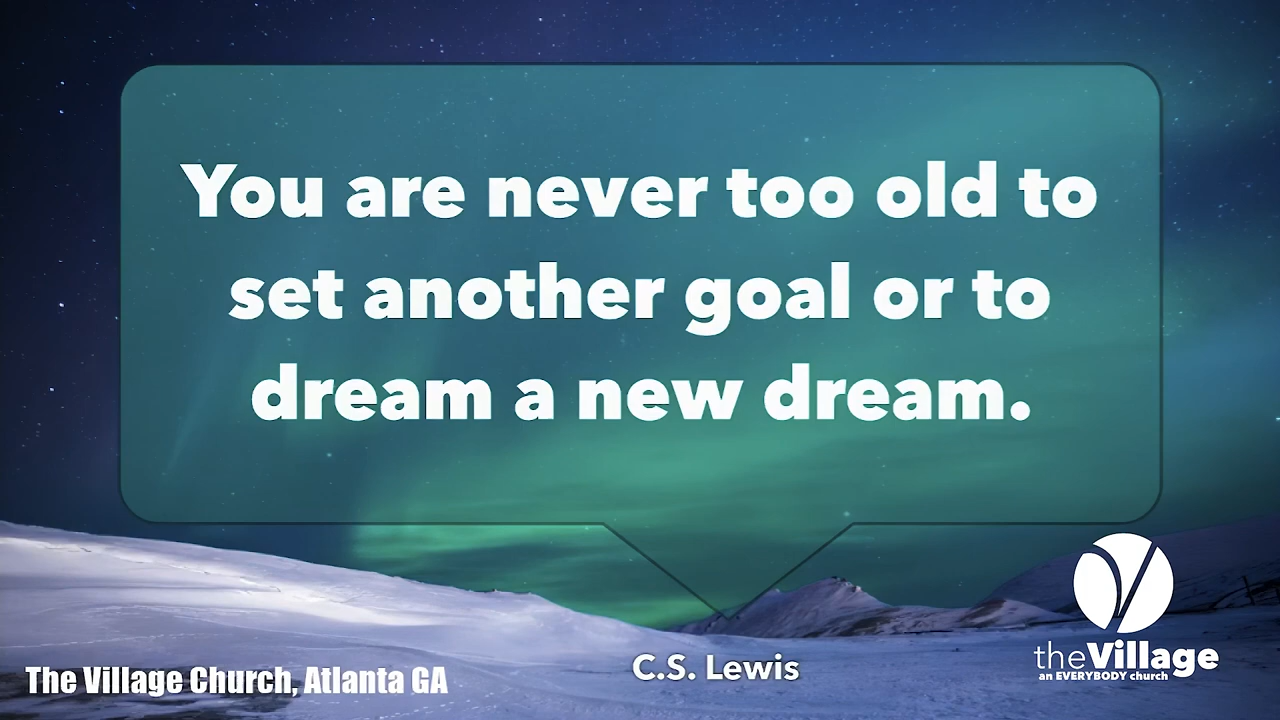 You are never too old to
set another goal or to
dream a new dream.
C.S. Lewis
The Village Church, Atlanta GA
theVillage
an EVERYBODY church